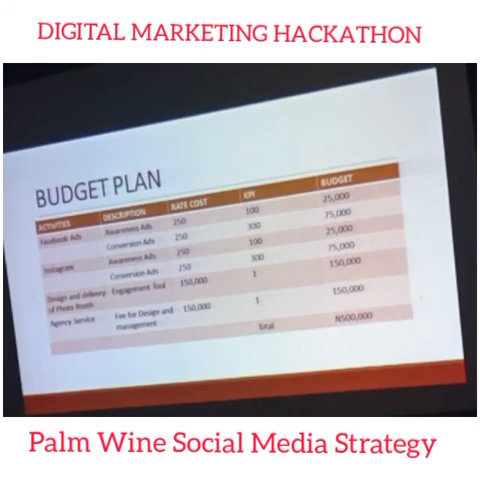 DIGITAL MARKETING HACKATHON
BUDGET PLAN
ACTIVITIES DESCRIPTION RATE COST KPI BUDGET
Facebook Ads Awareness Ads 250 100 25,000
Conversion Ads 250 300 75,000
Instagram Awareness Ads 250 100 25,000
Conversion Ads 250 300 75,000
Design and delivery of Photo Booth Engagement Tool 150,000 1 150,000
Agency Service Fee for Design and management 150,000 1 150,000
Total N500,000
Palm Wine Social Media Strategy